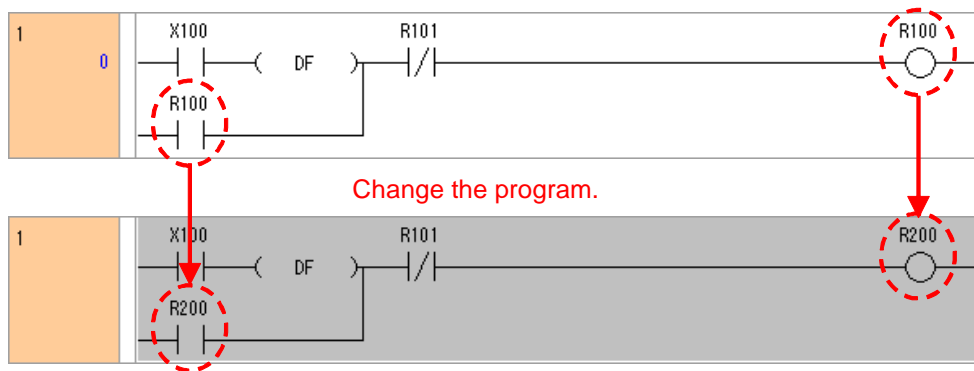 1 X100 R101 R100
0 DF
R100
Change the program.
1 X100 R101 R200
DF
R200